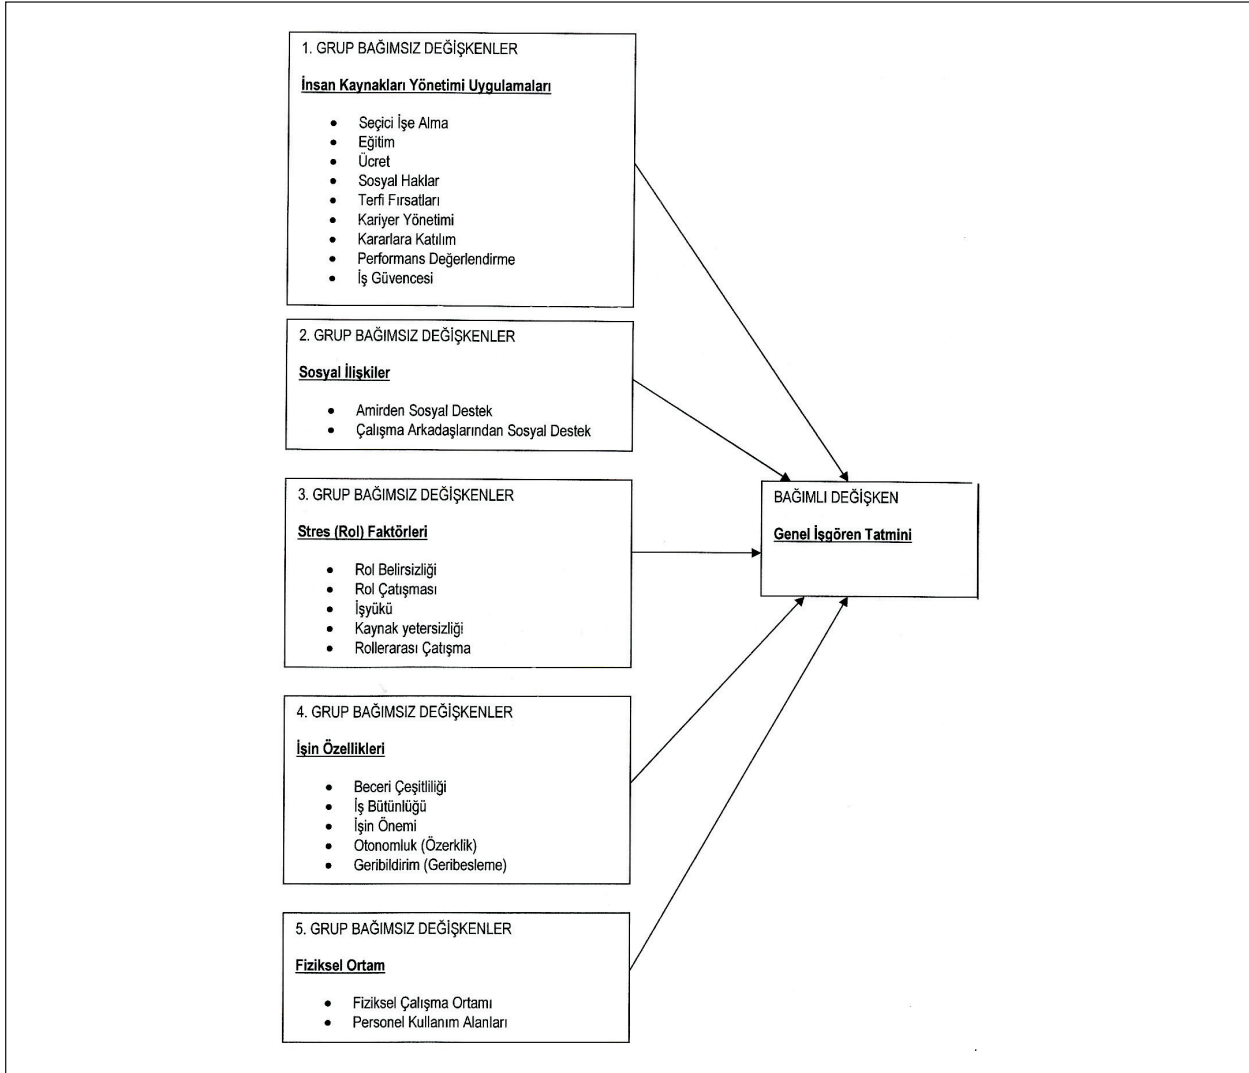 1. GRUP BAĞIMSIZ DEĞİŞKENLER
İnsan Kaynakları Yönetimi Uygulamaları
• Seçici İşe Alma
• Eğitim
• Ücret
• Sosyal Haklar
• Terfi Fırsatları
• Kariyer Yönetimi
• Kararlara Katılım
• Performans Değerlendirme
• İş Güvencesi
2. GRUP BAĞIMSIZ DEĞİŞKENLER
Sosyal İlişkiler
• Amirden Sosyal Destek
• Çalışma Arkadaşlarından Sosyal Destek
3. GRUP BAĞIMSIZ DEĞİŞKENLER
Stres (Rol) Faktörleri
• Rol Belirsizliği
• Rol Çatışması
• İşyükü
• Kaynak yetersizliği
• Rollerarası Çatışma
BAĞIMLI DEĞİŞKEN
Genel İşgören Tatmini
4. GRUP BAĞIMSIZ DEĞİŞKENLER
İşin Özellikleri
• Beceri Çeşitliliği
• İş Bütünlüğü
• İşin Önemi
• Otonomluk (Özerklik)
• Geribildirim (Geribesleme)
5. GRUP BAĞIMSIZ DEĞİŞKENLER
Fiziksel Ortam
• Fiziksel Çalışma Ortamı
• Personel Kullanım Alanları